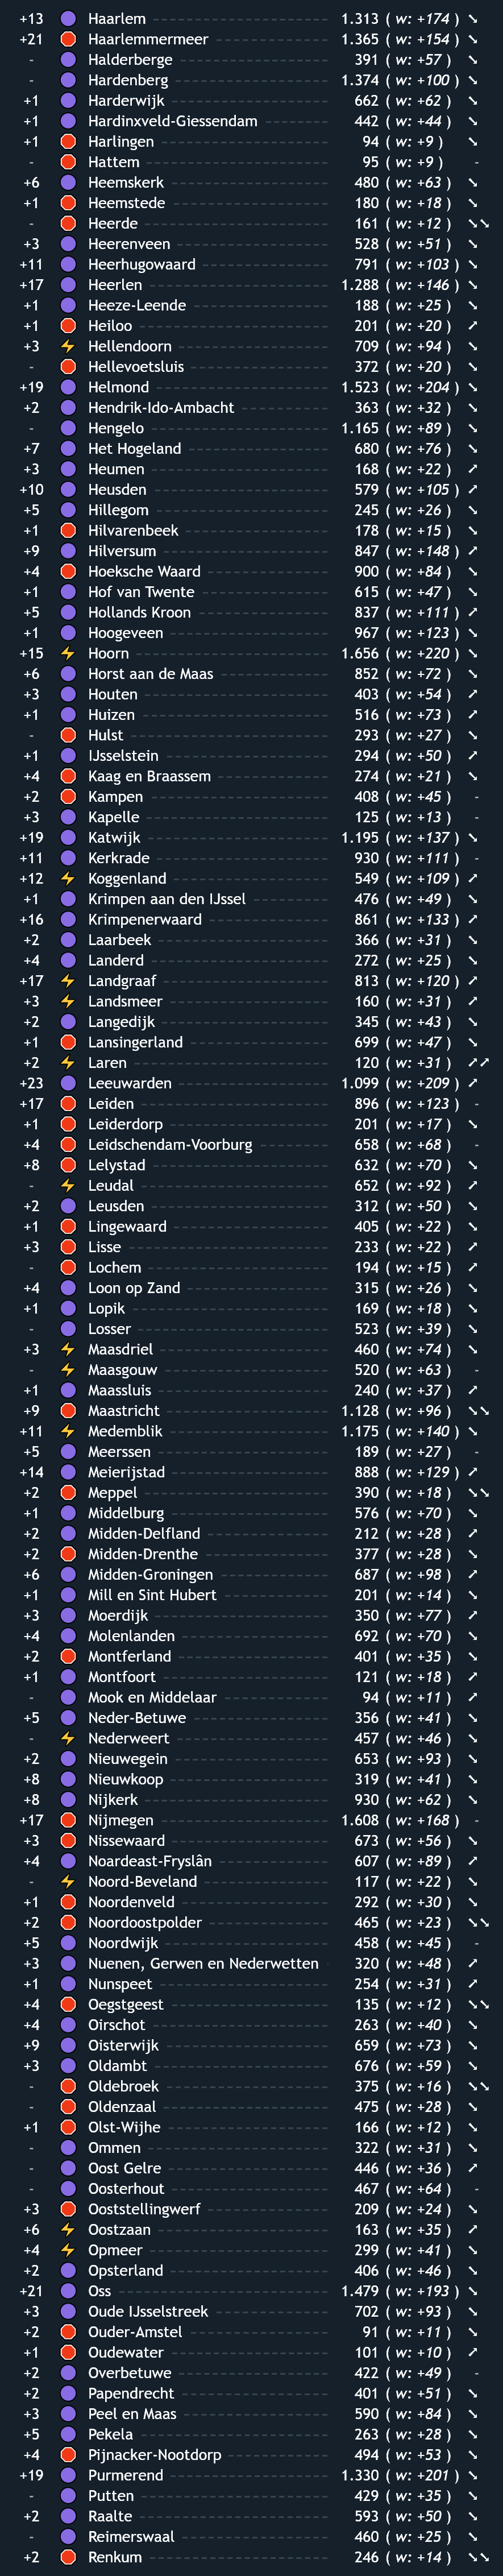 +13 Haarlem 1.313 ( w: +174 ) ↘
+21 Haarlemmermeer 1.365 ( w: +154 ) ↘
- Halderberge 391 ( w: +57 ) ↘
- Hardenberg 1.374 ( w: +100 ) ↘
+1 Harderwijk 662 ( w: +62 ) ↘
+1 Hardinxveld-Giessendam 442 ( w: +44 ) ↘
+1 Harlingen 94 ( w: +9 ) ↘
- Hattem 95 ( w: +9 ) -
+6 Heemskerk 480 ( w: +63 ) ↘
+1 Heemstede 180 ( w: +18 ) ↘
- Heerde 161 ( w: +12 ) ↘↘
+3 Heerenveen 528 ( w: +51 ) ↘
+11 Heerhugowaard 791 ( w: +103 ) ↘
+17 Heerlen 1.288 ( w: +146 ) ↘
+1 Heeze-Leende 188 ( w: +25 ) ↘
+1 Heiloo 201 ( w: +20 ) ↗
+3 Hellendoorn 709 ( w: +94 ) ↘
- Hellevoetsluis 372 ( w: +20 ) ↘
+19 Helmond 1.523 ( w: +204 ) ↘
+2 Hendrik-Ido-Ambacht 363 ( w: +32 ) ↘
- Hengelo 1.165 ( w: +89 ) ↘
+7 Het Hogeland 680 ( w: +76 ) ↘
+3 Heumen 168 ( w: +22 ) ↗
+10 Heusden 579 ( w: +105 ) ↗
+5 Hillegom 245 ( w: +26 ) ↘
+1 Hilvarenbeek 178 ( w: +15 ) ↘
+9 Hilversum 847 ( w: +148 ) ↗
+4 Hoeksche Waard 900 ( w: +84 ) ↘
+1 Hof van Twente 615 ( w: +47 ) ↘
+5 Hollands Kroon 837 ( w: +111 ) ↗
+1 Hoogeveen 967 ( w: +123 ) ↘
+15 Hoorn 1.656 ( w: +220 ) ↘
+6 Horst aan de Maas 852 ( w: +72 ) ↘
+3 Houten 403 ( w: +54 ) ↗
+1 Huizen 516 ( w: +73 ) ↗
- Hulst 293 ( w: +27 ) ↘
+1 IJsselstein 294 ( w: +50 ) ↗
+4 Kaag en Braassem 274 ( w: +21 ) ↘
+2 Kampen 408 ( w: +45 ) -
+3 Kapelle 125 ( w: +13 ) -
+19 Katwijk 1.195 ( w: +137 ) ↘
+11 Kerkrade 930 ( w: +111 ) -
+12 Koggenland 549 ( w: +109 ) ↗
+1 Krimpen aan den IJssel 476 ( w: +49 ) ↘
+16 Krimpenerwaard 861 ( w: +133 ) ↗
+2 Laarbeek 366 ( w: +31 ) ↘
+4 Landerd 272 ( w: +25 ) ↘
+17 Landgraaf 813 ( w: +120 ) ↗
+3 Landsmeer 160 ( w: +31 ) ↗
+2 Langedijk 345 ( w: +43 ) ↘
+1 Lansingerland 699 ( w: +47 ) ↘
+2 Laren 120 ( w: +31 ) ↗↗
+23 Leeuwarden 1.099 ( w: +209 ) ↗
+17 Leiden 896 ( w: +123 ) -
+1 Leiderdorp 201 ( w: +17 ) ↘
+4 Leidschendam-Voorburg 658 ( w: +68 ) -
+8 Lelystad 632 ( w: +70 ) ↘
- Leudal 652 ( w: +92 ) ↗
+2 Leusden 312 ( w: +50 ) ↘
+1 Lingewaard 405 ( w: +22 ) ↘
+3 Lisse 233 ( w: +22 ) ↗
- Lochem 194 ( w: +15 ) ↗
+4 Loon op Zand 315 ( w: +26 ) ↘
+1 Lopik 169 ( w: +18 ) ↘
- Losser 523 ( w: +39 ) ↘
+3 Maasdriel 460 ( w: +74 ) ↘
- Maasgouw 520 ( w: +63 ) -
+1 Maassluis 240 ( w: +37 ) ↗
+9 Maastricht 1.128 ( w: +96 ) ↘↘
+11 Medemblik 1.175 ( w: +140 ) ↘
+5 Meerssen 189 ( w: +27 ) -
+14 Meierijstad 888 ( w: +129 ) ↗
+2 Meppel 390 ( w: +18 ) ↘↘
+1 Middelburg 576 ( w: +70 ) ↘
+2 Midden-Delfland 212 ( w: +28 ) ↗
+2 Midden-Drenthe 377 ( w: +28 ) ↘
+6 Midden-Groningen 687 ( w: +98 ) ↗
+1 Mill en Sint Hubert 201 ( w: +14 ) ↘
+3 Moerdijk 350 ( w: +77 ) ↗
+4 Molenlanden 692 ( w: +70 ) ↘
+2 Montferland 401 ( w: +35 ) ↘
+1 Montfoort 121 ( w: +18 ) ↗
- Mook en Middelaar 94 ( w: +11 ) ↗
+5 Neder-Betuwe 356 ( w: +41 ) ↘
- Nederweert 457 ( w: +46 ) ↘
+2 Nieuwegein 653 ( w: +93 ) ↘
+8 Nieuwkoop 319 ( w: +41 ) ↘
+8 Nijkerk 930 ( w: +62 ) ↘
+17 Nijmegen 1.608 ( w: +168 ) -
+3 Nissewaard 673 ( w: +56 ) ↘
+4 Noardeast-Fryslân 607 ( w: +89 ) ↗
- Noord-Beveland 117 ( w: +22 ) ↘
+1 Noordenveld 292 ( w: +30 ) ↘
+2 Noordoostpolder 465 ( w: +23 ) ↘↘
+5 Noordwijk 458 ( w: +45 ) -
+3 Nuenen, Gerwen en Nederwetten 320 ( w: +48 ) ↗
+1 Nunspeet 254 ( w: +31 ) ↗
+4 Oegstgeest 135 ( w: +12 ) ↘↘
+4 Oirschot 263 ( w: +40 ) ↘
+9 Oisterwijk 659 ( w: +73 ) ↘
+3 Oldambt 676 ( w: +59 ) ↘
- Oldebroek 375 ( w: +16 ) ↘↘
- Oldenzaal 475 ( w: +28 ) ↘
+1 Olst-Wijhe 166 ( w: +12 ) ↘
- Ommen 322 ( w: +31 ) ↘
- Oost Gelre 446 ( w: +36 ) ↗
- Oosterhout 467 ( w: +64 ) -
+3 Ooststellingwerf 209 ( w: +24 ) ↘
+6 Oostzaan 163 ( w: +35 ) ↗
+4 Opmeer 299 ( w: +41 ) ↘
+2 Opsterland 406 ( w: +46 ) ↘
+21 Oss 1.479 ( w: +193 ) ↘
+3 Oude IJsselstreek 702 ( w: +93 ) ↘
+2 Ouder-Amstel 91 ( w: +11 ) ↘
+1 Oudewater 101 ( w: +10 ) ↗
+2 Overbetuwe 422 ( w: +49 ) -
+2 Papendrecht 401 ( w: +51 ) ↘
+3 Peel en Maas 590 ( w: +84 ) ↘
+5 Pekela 263 ( w: +28 ) ↘
+4 Pijnacker-Nootdorp 494 ( w: +53 ) ↘
+19 Purmerend 1.330 ( w: +201 ) ↘
- Putten 429 ( w: +35 ) ↘
+2 Raalte 593 ( w: +50 ) ↘
- Reimerswaal 460 ( w: +25 ) ↘
+2 Renkum 246 ( w: +14 ) ↘↘